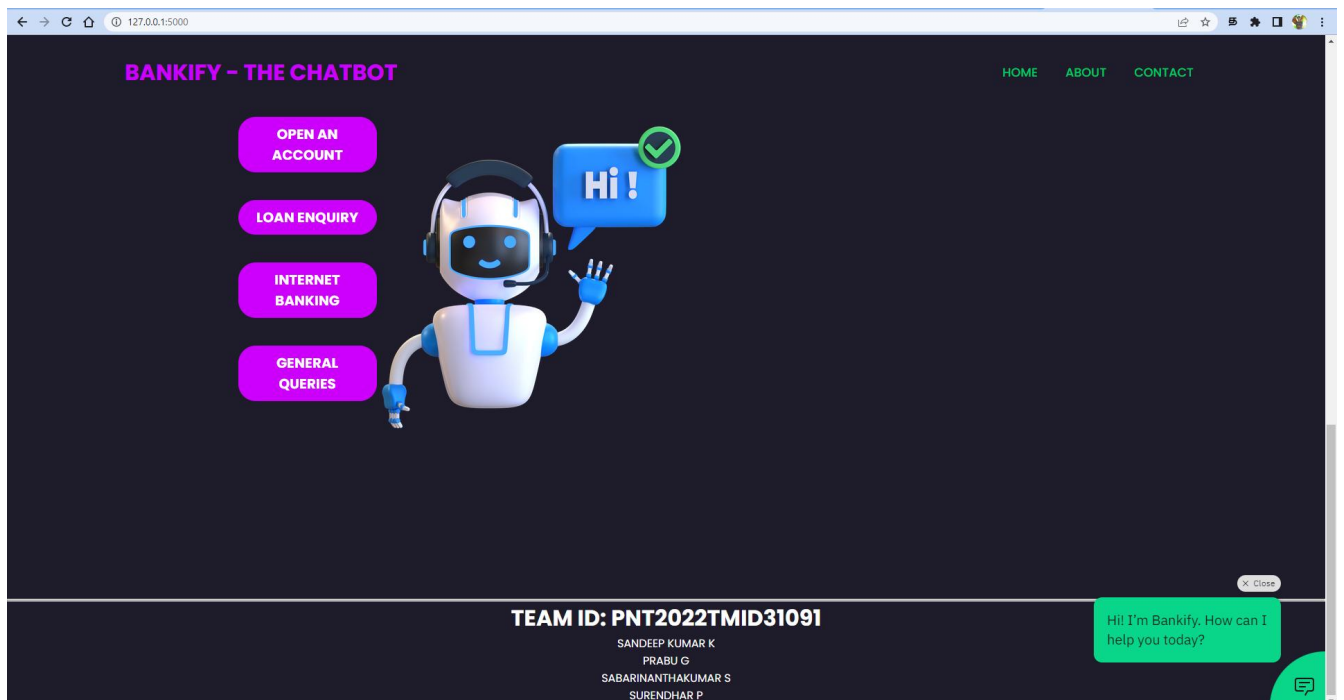 127.0.0.1:5000
BANKIFY - THE CHATBOT
HOME ABOUT CONTACT
OPEN AN
ACCOUNT
LOAN ENQUIRY
INTERNET
BANKING
GENERAL
QUERIES
Hi !
X Close
Hi! I'm Bankify. How can I
help you today?
TEAM ID: PNT2022TMID31091
SANDEEP KUMAR K
PRABU G
SABARINANTHAKUMAR S
SURENDHAR P